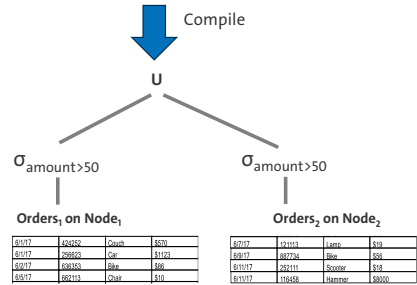 Compile
U
σamount>50 σamount>50
Orders1 on Node1 Orders2 on Node2
6/1/17 424252 Couch $570
6/1/17 256623 Car $1123
6/2/17 636353 Bike $86
6/5/17 662113 Chair $10
6/7/17 121113 Lamp $19
6/9/17 887734 Bike $56
6/11/17 252111 Scooter $18
6/11/17 116458 Hammer $8000